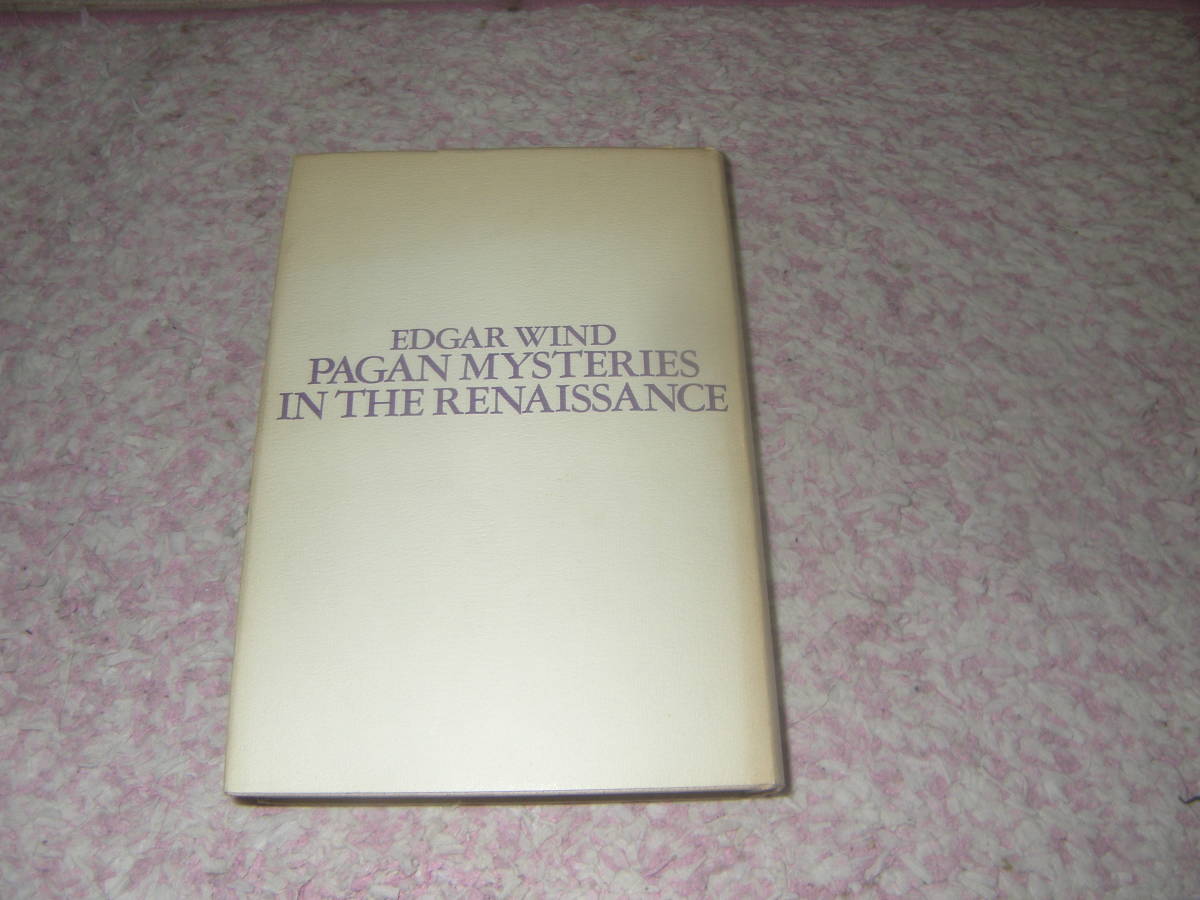 EDGAR WIND
PAGAN MYSTERIES
IN THE RENAISSANCE